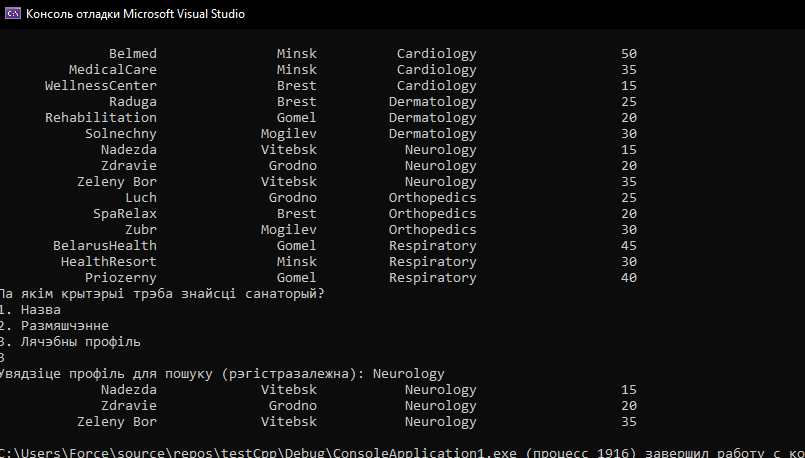 Консоль отладки Microsoft Visual Studio
Belmed Minsk Cardiology 50
MedicalCare Minsk Cardiology 35
WellnessCenter Brest Cardiology 15
Raduga Brest Dermatology 25
Rehabilitation Gomel Dermatology 20
Solnechny Mogilev Dermatology 30
Nadezda Vitebsk Neurology 15
Zdravie Grodno Neurology 20
Zeleny Bor Vitebsk Neurology 35
Luch Grodno Orthopedics 25
SpaRelax Brest Orthopedics 20
Zubr Mogilev Orthopedics 30
BelarusHealth Gomel Respiratory 45
HealthResort Minsk Respiratory 30
Priozerny Gomel Respiratory 40
Па якім крытэрыі трэба знайсці санаторый?
1. Назва
2. Размяшчэнне
3. Лячэбны профіль
3
Увядзіце профіль для пошуку (рэгістразалежна): Neurology
Nadezda Vitebsk Neurology 15
Zdravie Grodno Neurology 20
Zeleny Bor Vitebsk Neurology 35
C:\Users\Force\source\repos\testCpp\Debug\ConsoleApplication1.exe (процесс 1916) завершил работу с ко